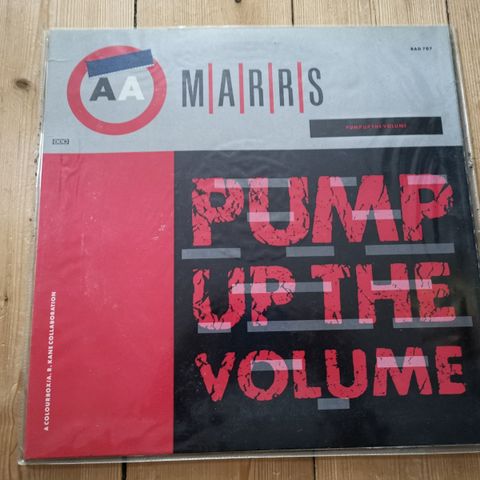 AA
M|A|R|R|S
BAD 707
PUMP UP THE VOLUME
PUMP
UP THE
VOLUME
A COLOURBOX/A. R. KANE COLLABORATION